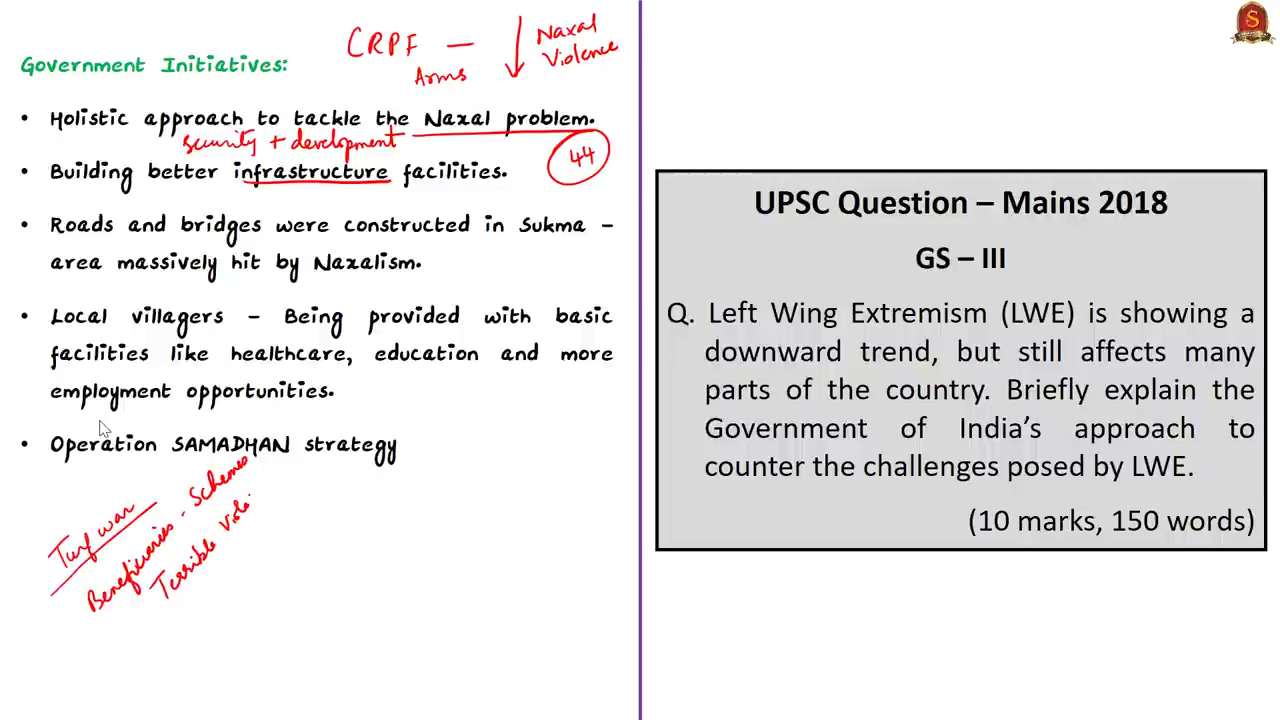 CRPF — ↓ Naxal
Arms Violence
Government Initiatives:
• Holistic approach to tackle the Naxal problem.
security + development
44
• Building better infrastructure facilities.
• Roads and bridges were constructed in Sukma –
area massively hit by Naxalism.
• Local villagers – Being provided with basic
facilities like healthcare, education and more
employment opportunities.
• Operation SAMADHAN strategy
Turf war
Beneficiaries - Schemes
Terrible
UPSC Question – Mains 2018
GS – III
Q. Left Wing Extremism (LWE) is showing a
downward trend, but still affects many
parts of the country. Briefly explain the
Government of India’s approach to
counter the challenges posed by LWE.
(10 marks, 150 words)
S